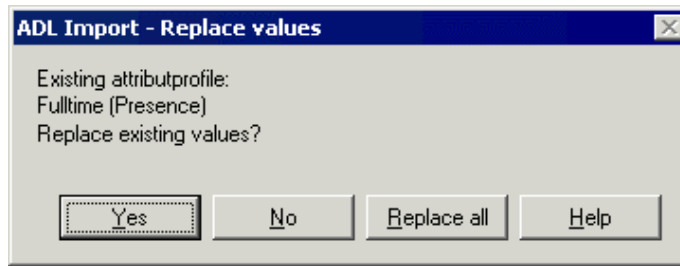 ADL Import - Replace values
Existing attributprofile:
Fulltime (Presence)
Replace existing values?
Yes No Replace all Help